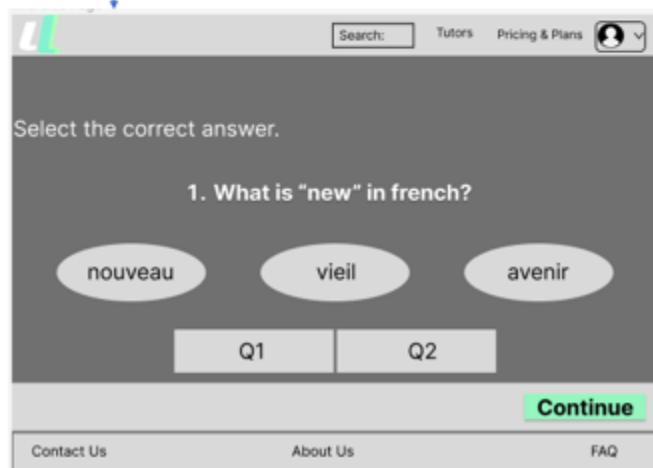 Search: Tutors Pricing & Plans
Select the correct answer.
1. What is “new” in french?
nouveau vieil avenir
Q1 Q2
Continue
Contact Us About Us FAQ